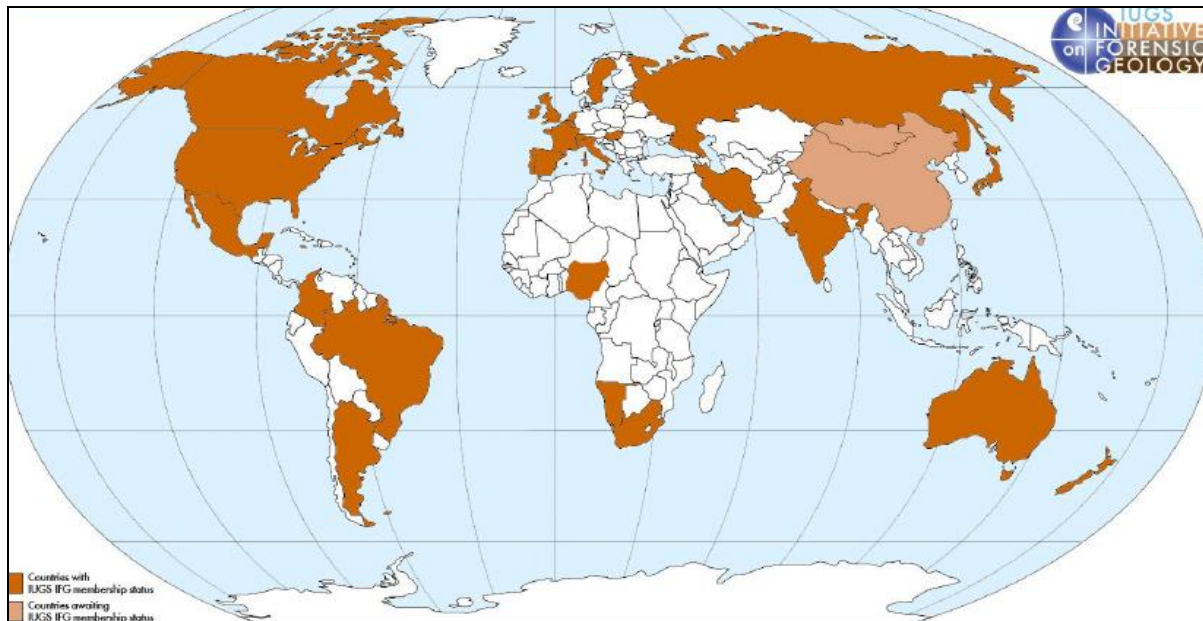 IUGS
INITIATIVE
on FORENSIC
GEOLOGY
Countries with
IUGS IFG membership status
Countries awaiting
IUGS IFG membership status